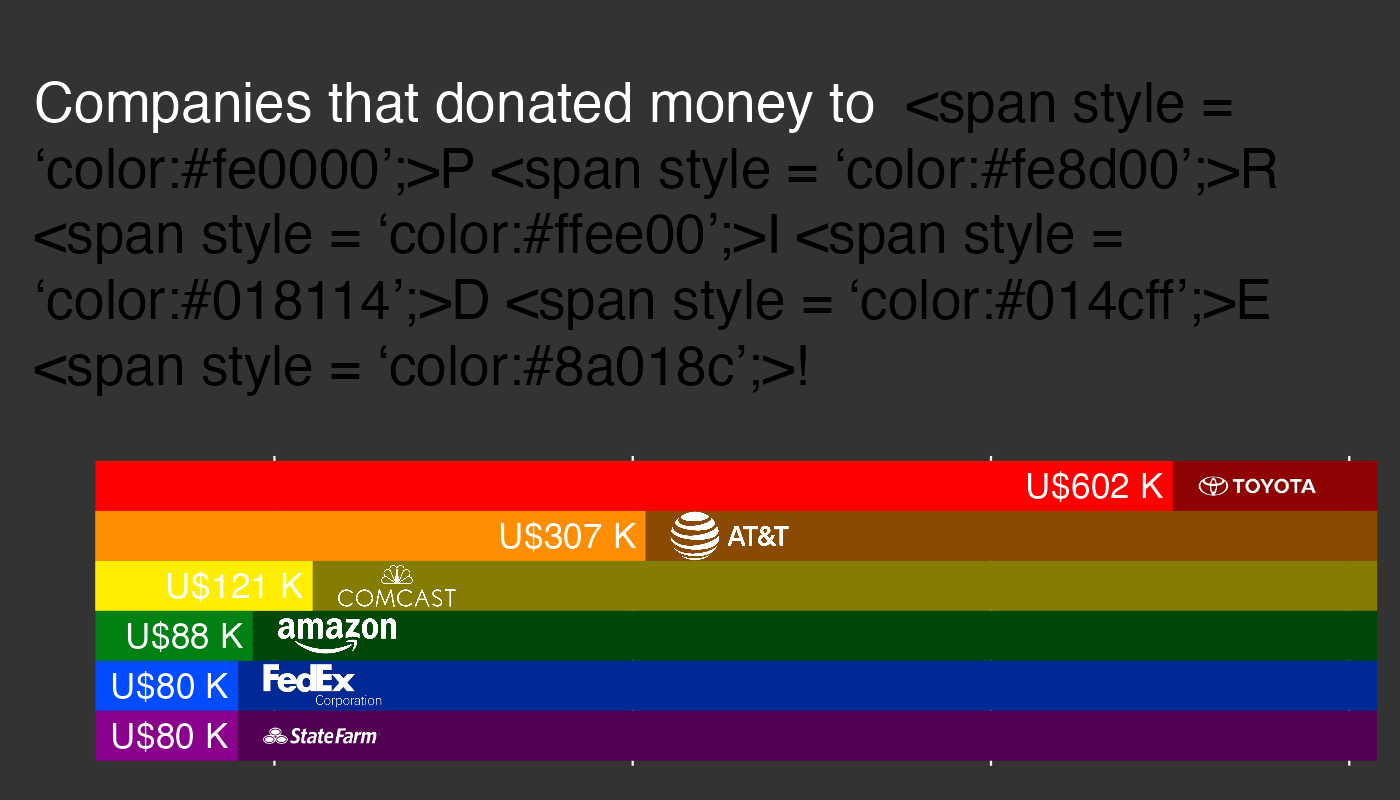 Companies that donated money to <span style =
‘color:#fe0000’;>P <span style = ‘color:#fe8d00’;>R
<span style = ‘color:#ffee00’;>I <span style =
‘color:#018114’;>D <span style = ‘color:#014cff’;>E
<span style = ‘color:#8a018c’;>!
U$602 K TOYOTA
U$307 K AT&T
U$121 K COMCAST
U$88 K amazon
U$80 K FedEx
Corporation
U$80 K StateFarm